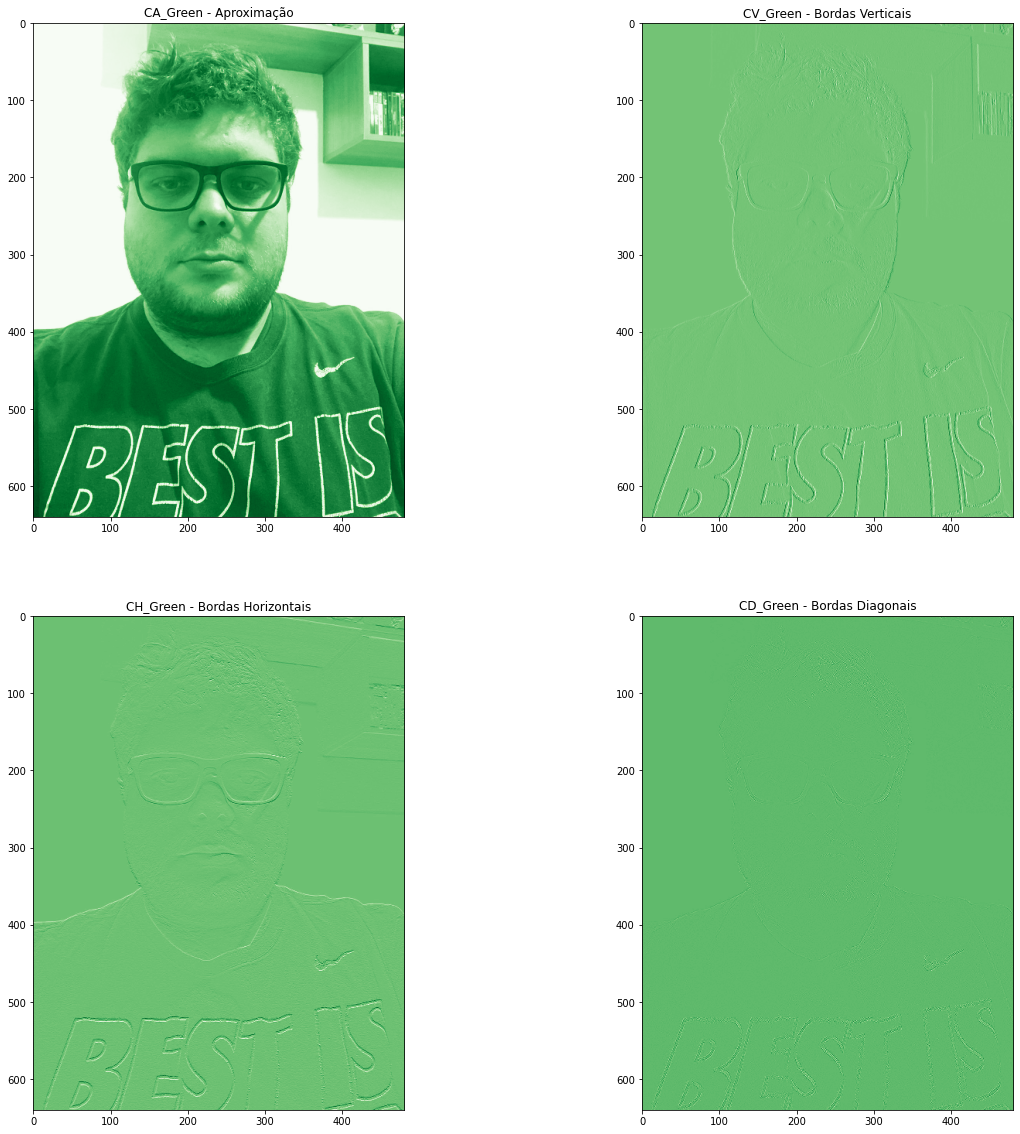 CA_Green - Aproximação
CV_Green - Bordas Verticais
0
100
200
300
400
500
600
0 100 200 300 400
BEST IS
0
100
200
300
400
500
600
0 100 200 300 400
BEST IS
CH_Green - Bordas Horizontais
CD_Green - Bordas Diagonais
0
100
200
300
400
500
600
0 100 200 300 400
BEST IS
0
100
200
300
400
500
600
0 100 200 300 400
BEST IS